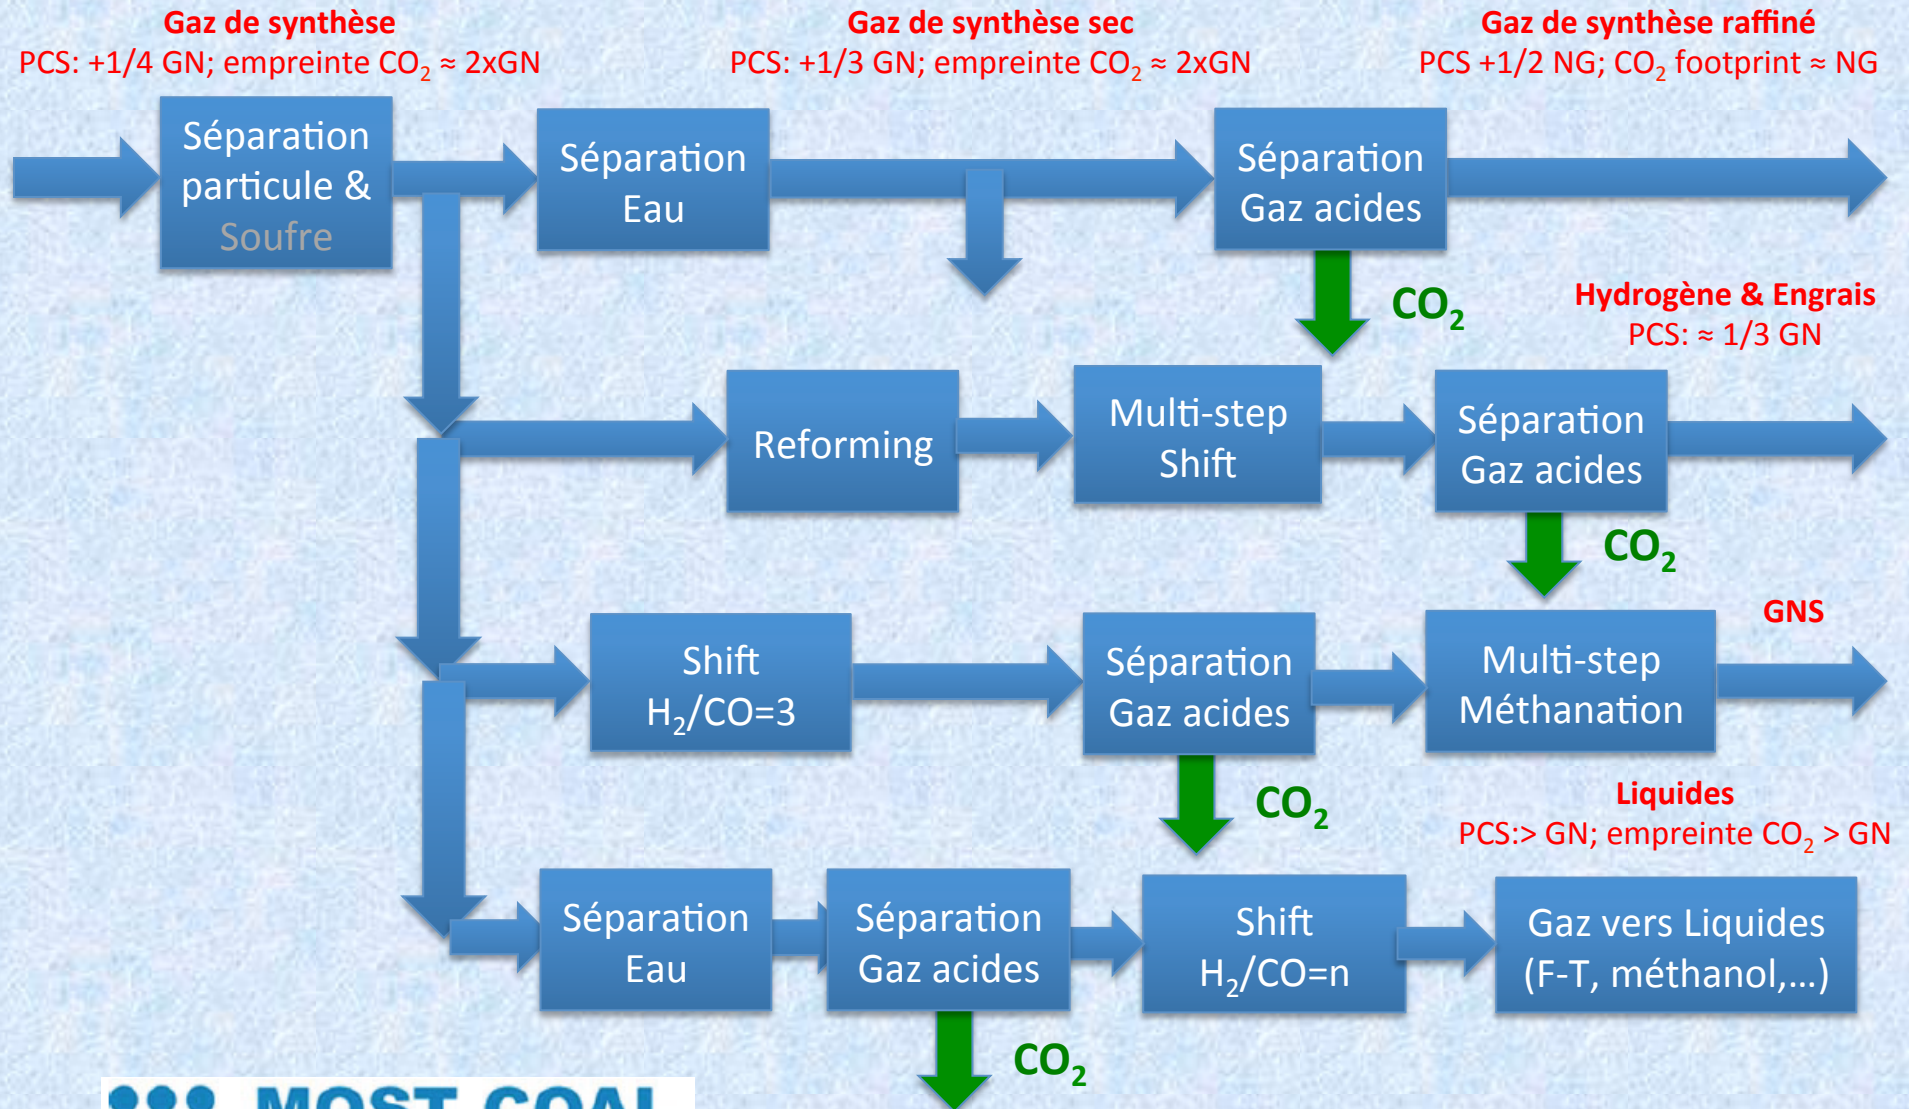 Gaz de synthèse
PCS: +1/4 GN; empreinte CO₂ ≈ 2xGN
Gaz de synthèse sec
PCS: +1/3 GN; empreinte CO₂ ≈ 2xGN
Gaz de synthèse raffiné
PCS +1/2 NG; CO₂ footprint ≈ NG
Séparation
particule &
Soufre
Séparation
Eau
Séparation
Gaz acides
CO₂
Hydrogène & Engrais
PCS: ≈ 1/3 GN
Reforming
Multi-step
Shift
Séparation
Gaz acides
CO₂
GNS
Shift
H₂/CO=3
Séparation
Gaz acides
Multi-step
Méthanation
CO₂
Liquides
PCS:> GN; empreinte CO₂ > GN
Séparation
Eau
Séparation
Gaz acides
Shift
H₂/CO=n
Gaz vers Liquides
(F-T, méthanol,...)
CO₂
MOST COAL